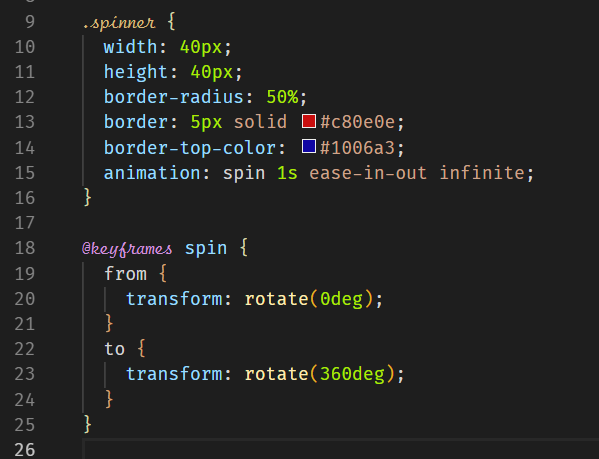 9 .spinner {
10 width: 40px;
11 height: 40px;
12 border-radius: 50%;
13 border: 5px solid #c80e0e;
14 border-top-color: #1006a3;
15 animation: spin 1s ease-in-out infinite;
16 }
17
18 @keyframes spin {
19 from {
20 transform: rotate(0deg);
21 }
22 to {
23 transform: rotate(360deg);
24 }
25 }
26